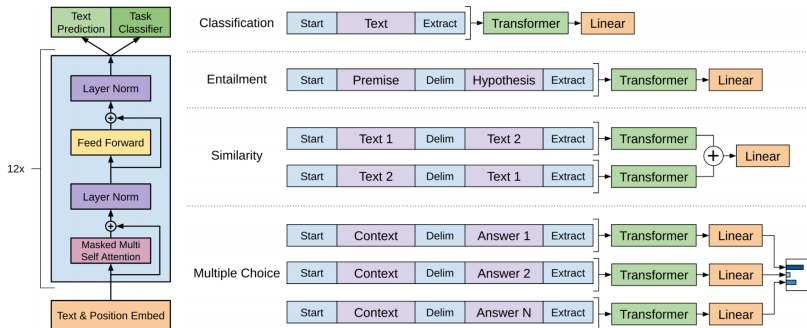 Text
Prediction
Task
Classifier
12x
Layer Norm
Feed Forward
Layer Norm
Masked Multi
Self Attention
Text & Position Embed
Classification Start Text Extract Transformer Linear
Entailment Start Premise Delim Hypothesis Extract Transformer Linear
Similarity
Start Text 1 Delim Text 2 Extract Transformer
Start Text 2 Delim Text 1 Extract Transformer
Linear
Multiple Choice
Start Context Delim Answer 1 Extract Transformer Linear
Start Context Delim Answer 2 Extract Transformer Linear
Start Context Delim Answer N Extract Transformer Linear